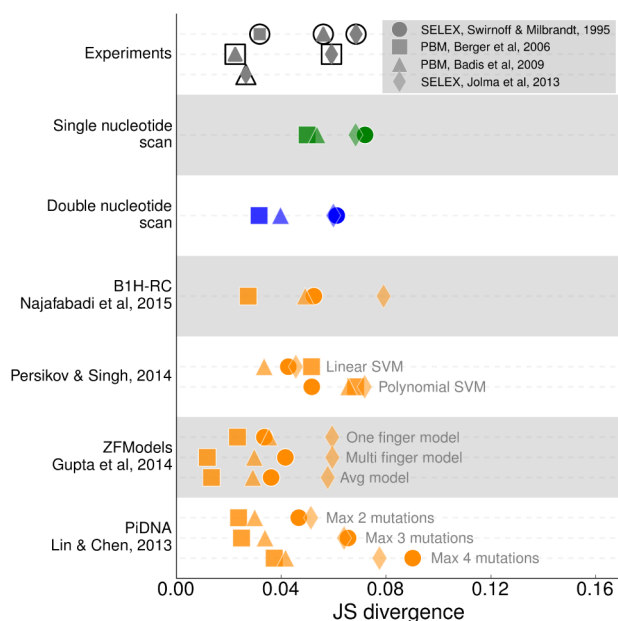 Experiments
SELEX, Swirnoff & Milbrandt, 1995
PBM, Berger et al, 2006
PBM, Badis et al, 2009
SELEX, Jolma et al, 2013
Single nucleotide
scan
Double nucleotide
scan
B1H-RC
Najafabadi et al, 2015
Persikov & Singh, 2014
Linear SVM
Polynomial SVM
ZFModels
Gupta et al, 2014
One finger model
Multi finger model
Avg model
PiDNA
Lin & Chen, 2013
Max 2 mutations
Max 3 mutations
Max 4 mutations
0.00 0.04 0.08 0.12 0.16
JS divergence